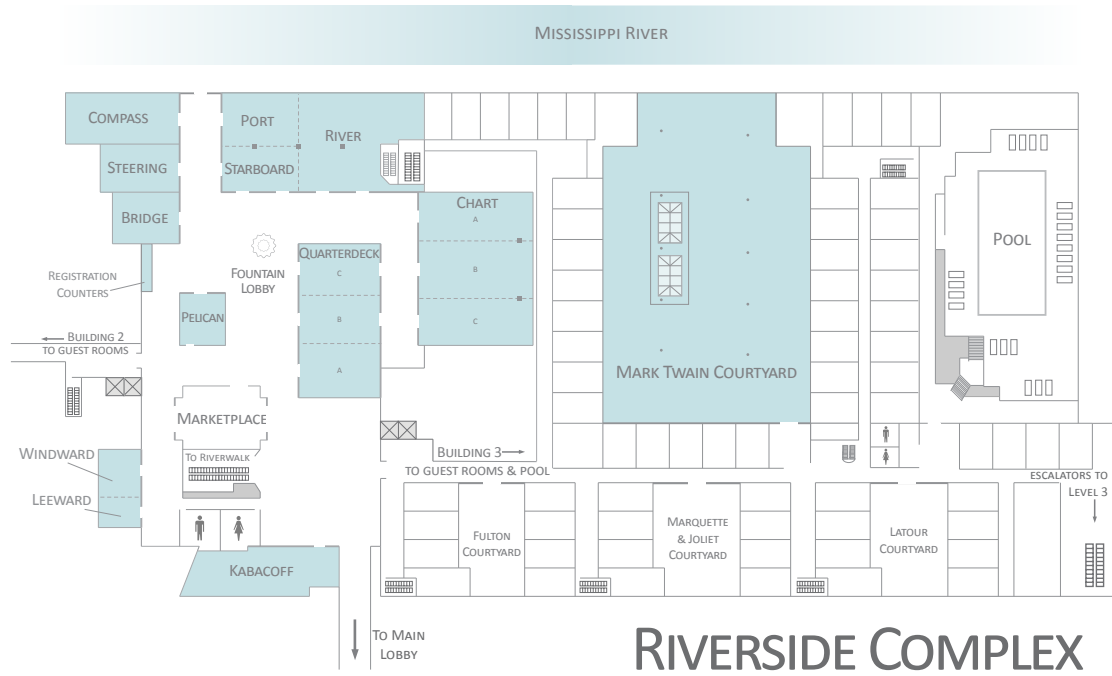 MISSISSIPPI RIVER
COMPASS
PORT
RIVER
STEERING
STARBOARD
BRIDGE
CHART
A
B
C
REGISTRATION
COUNTERS
FOUNTAIN
LOBBY
QUARTERDECK
C
B
A
PELICAN
POOL
BUILDING 2
TO GUEST ROOMS
MARK TWAIN COURTYARD
MARKETPLACE
TO RIVERWALK
WINDWARD
LEEWARD
BUILDING 3
TO GUEST ROOMS & POOL
ESCALATORS TO
LEVEL 3
FULTON
COURTYARD
MARQUETTE
& JOLIET
COURTYARD
LATOUR
COURTYARD
KABACOFF
TO MAIN
LOBBY
RIVERSIDE COMPLEX